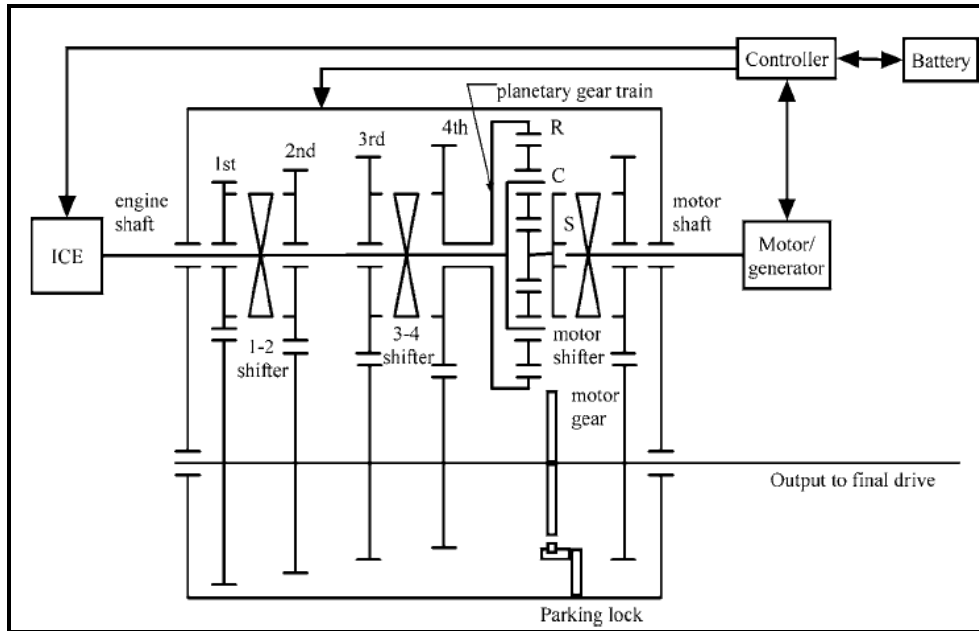 Controller
Battery
planetary gear train
1st
2nd
3rd
4th
R
C
S
engine
shaft
motor
shaft
ICE
Motor/
generator
1-2
shifter
3-4
shifter
motor
shifter
motor
gear
Output to final drive
Parking lock